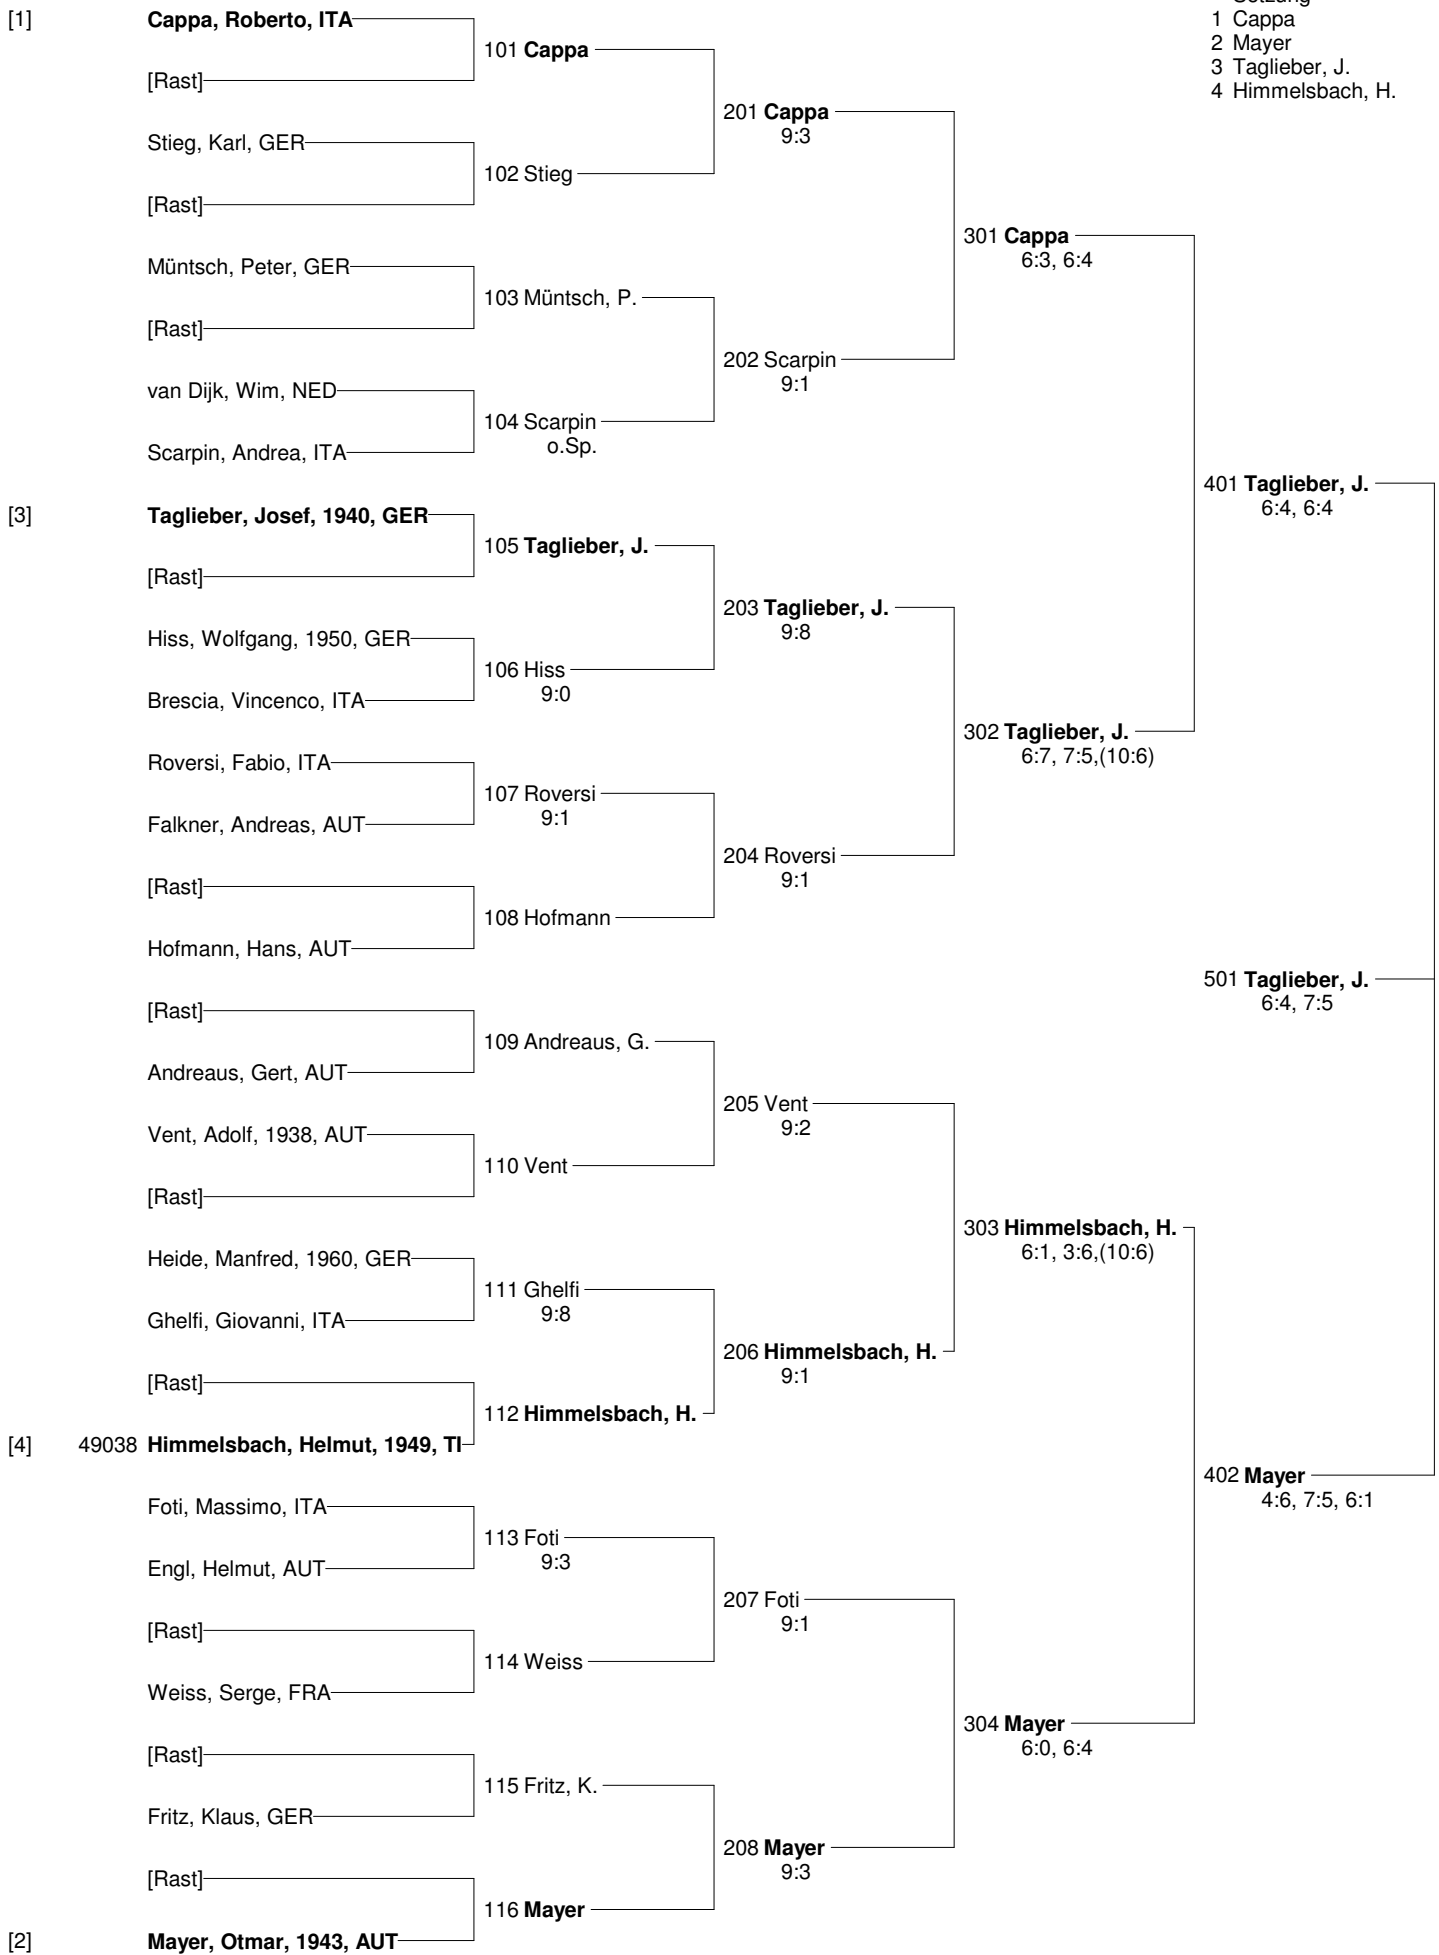 Setzung
1 Cappa
2 Mayer
3 Taglieber, J.
4 Himmelsbach, H.
[1] Cappa, Roberto, ITA
101 Cappa
[Rast]
201 Cappa
9:3
Stieg, Karl, GER
102 Stieg
[Rast]
301 Cappa
6:3, 6:4
Müntsch, Peter, GER
103 Müntsch, P.
[Rast]
202 Scarpin
9:1
van Dijk, Wim, NED
104 Scarpin
o.Sp.
Scarpin, Andrea, ITA
401 Taglieber, J.
6:4, 6:4
[3] Taglieber, Josef, 1940, GER
105 Taglieber, J.
[Rast]
203 Taglieber, J.
9:8
Hiss, Wolfgang, 1950, GER
106 Hiss
9:0
Brescia, Vincenco, ITA
302 Taglieber, J.
6:7, 7:5,(10:6)
Roversi, Fabio, ITA
107 Roversi
9:1
Falkner, Andreas, AUT
204 Roversi
9:1
[Rast]
108 Hofmann
Hofmann, Hans, AUT
501 Taglieber, J.
6:4, 7:5
[Rast]
109 Andreaus, G.
Andreaus, Gert, AUT
205 Vent
9:2
Vent, Adolf, 1938, AUT
110 Vent
[Rast]
303 Himmelsbach, H.
6:1, 3:6,(10:6)
Heide, Manfred, 1960, GER
111 Ghelfi
9:8
Ghelfi, Giovanni, ITA
206 Himmelsbach, H.
9:1
[Rast]
112 Himmelsbach, H.
[4] 49038 Himmelsbach, Helmut, 1949, TI
402 Mayer
4:6, 7:5, 6:1
Foti, Massimo, ITA
113 Foti
9:3
Engl, Helmut, AUT
207 Foti
9:1
[Rast]
114 Weiss
Weiss, Serge, FRA
304 Mayer
6:0, 6:4
[Rast]
115 Fritz, K.
Fritz, Klaus, GER
208 Mayer
9:3
[Rast]
116 Mayer
[2] Mayer, Otmar, 1943, AUT